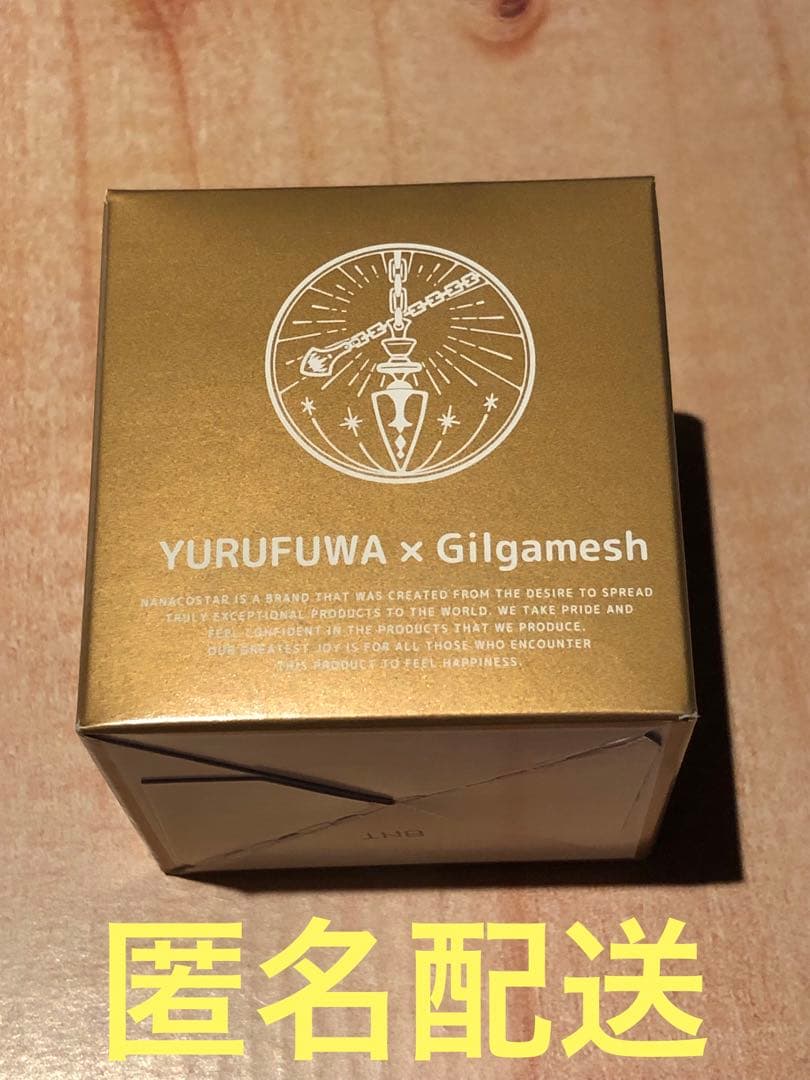 YURUFUWA × Gilgamesh
NANACOSTAR IS A BRAND THAT WAS CREATED FROM THE DESIRE TO SPREAD
TRULY EXCEPTIONAL PRODUCTS TO THE WORLD. WE TAKE PRIDE AND
FEEL CONFIDENT IN THE PRODUCTS THAT WE PRODUCE.
OUR GREATEST JOY IS FOR ALL THOSE WHO ENCOUNTER
THIS PRODUCT TO FEEL HAPPINESS.
匿名配送